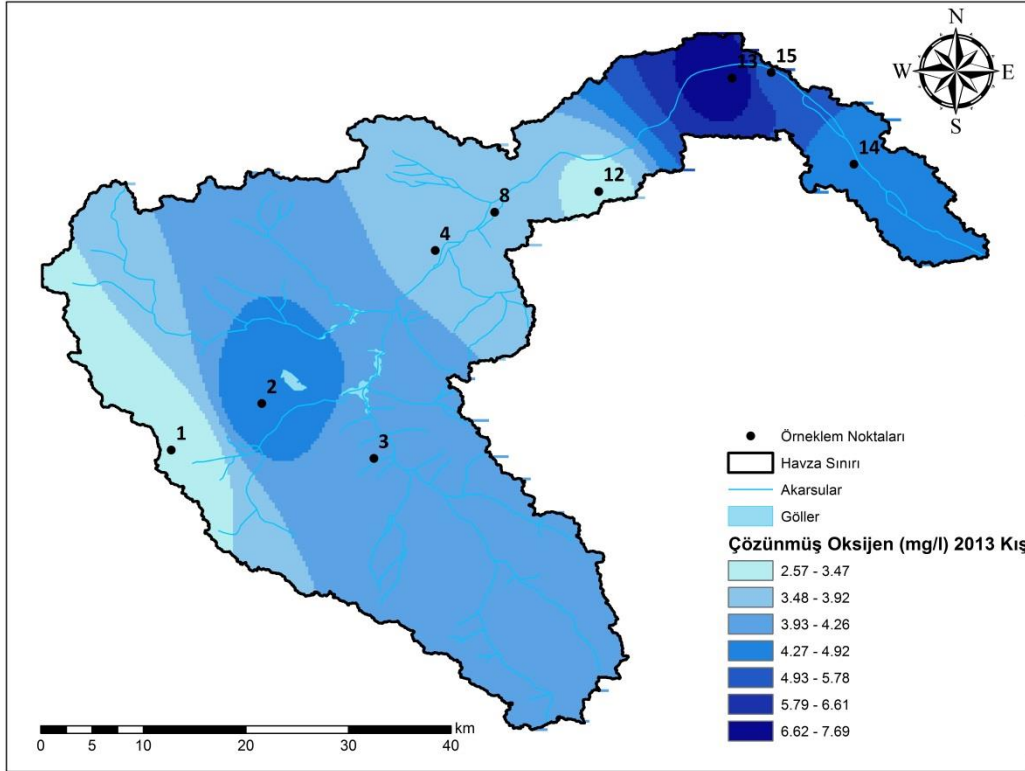 N
W E
S
13
15
14
12
8
4
2
3
1
Örneklem Noktaları
Havza Sınırı
Akarsular
Göller
Çözünmüş Oksijen (mg/l) 2013 Kış
2.57 - 3.47
3.48 - 3.92
3.93 - 4.26
4.27 - 4.92
4.93 - 5.78
5.79 - 6.61
6.62 - 7.69
km
0 5 10 20 30 40